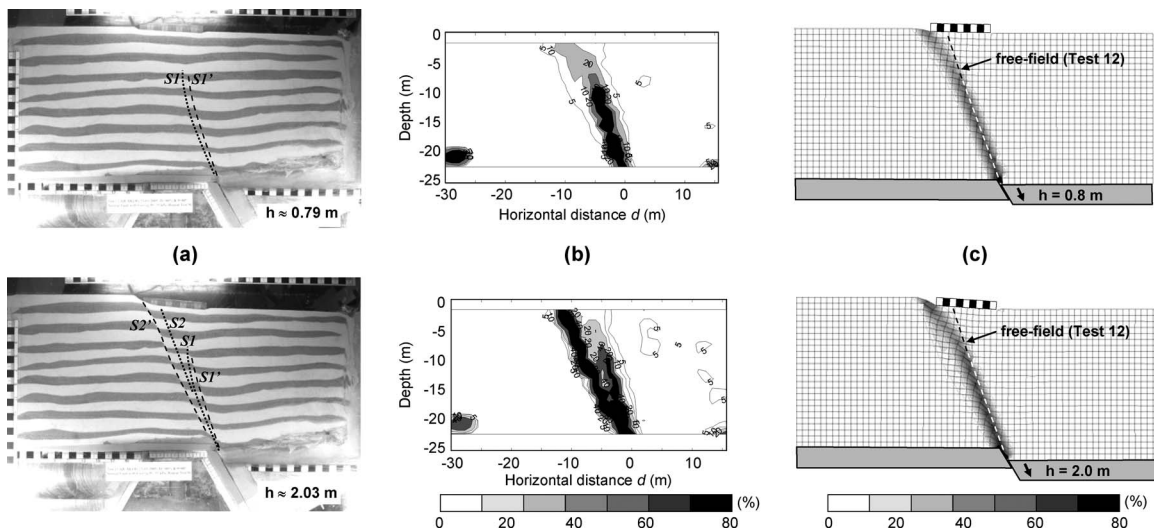 S1 S1'
h ≈ 0.79 m
0
-5
-10
-15
-20
-25
Depth (m)
-30 -20 -10 0 10
Horizontal distance d (m)
free-field (Test 12)
h = 0.8 m
(a)
(b)
(c)
S2' S2
S1
S1'
h ≈ 2.03 m
0
-5
-10
-15
-20
-25
Depth (m)
-30 -20 -10 0 10
Horizontal distance d (m)
free-field (Test 12)
h = 2.0 m
(%)
0 20 40 60 80
(%)
0 20 40 60 80